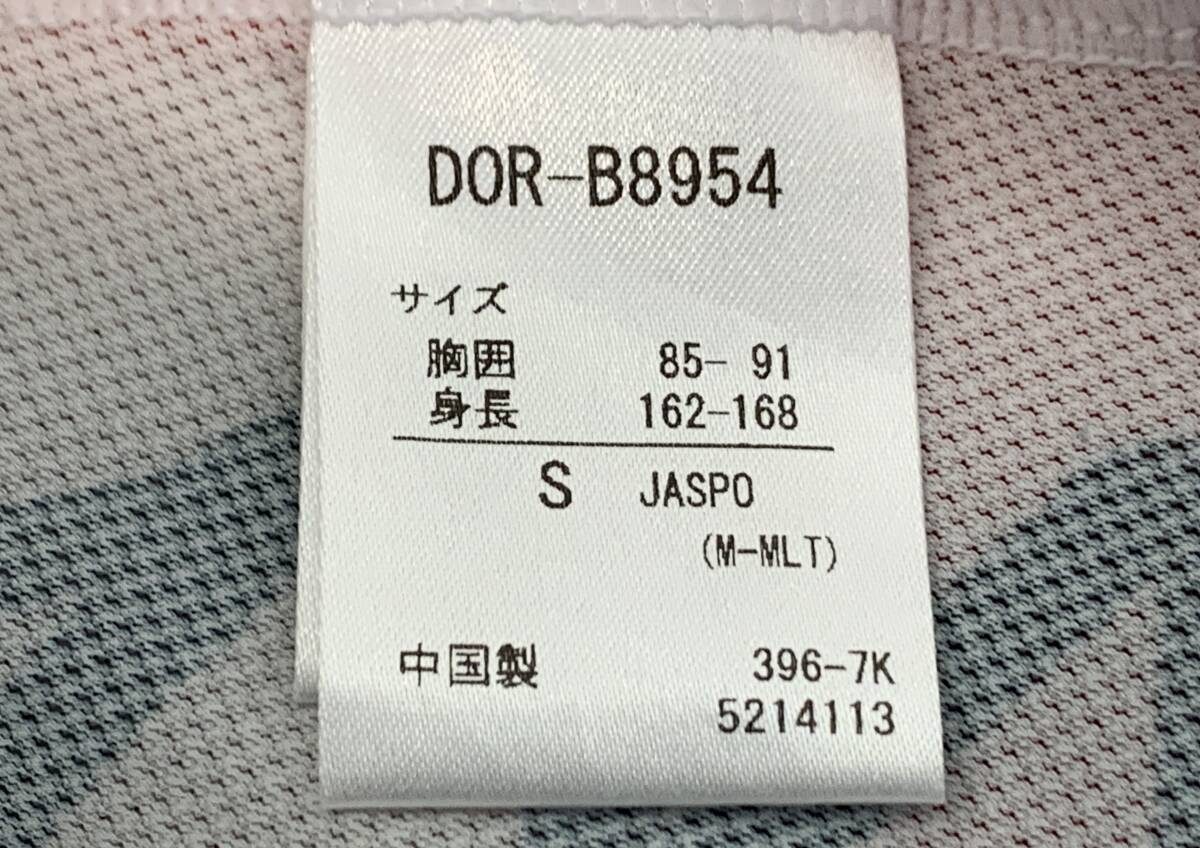 DOR-B8954
サイズ
胸囲 85- 91
身長 162-168
S JASPO
(M-MLT)
中国製 396-7K
5214113